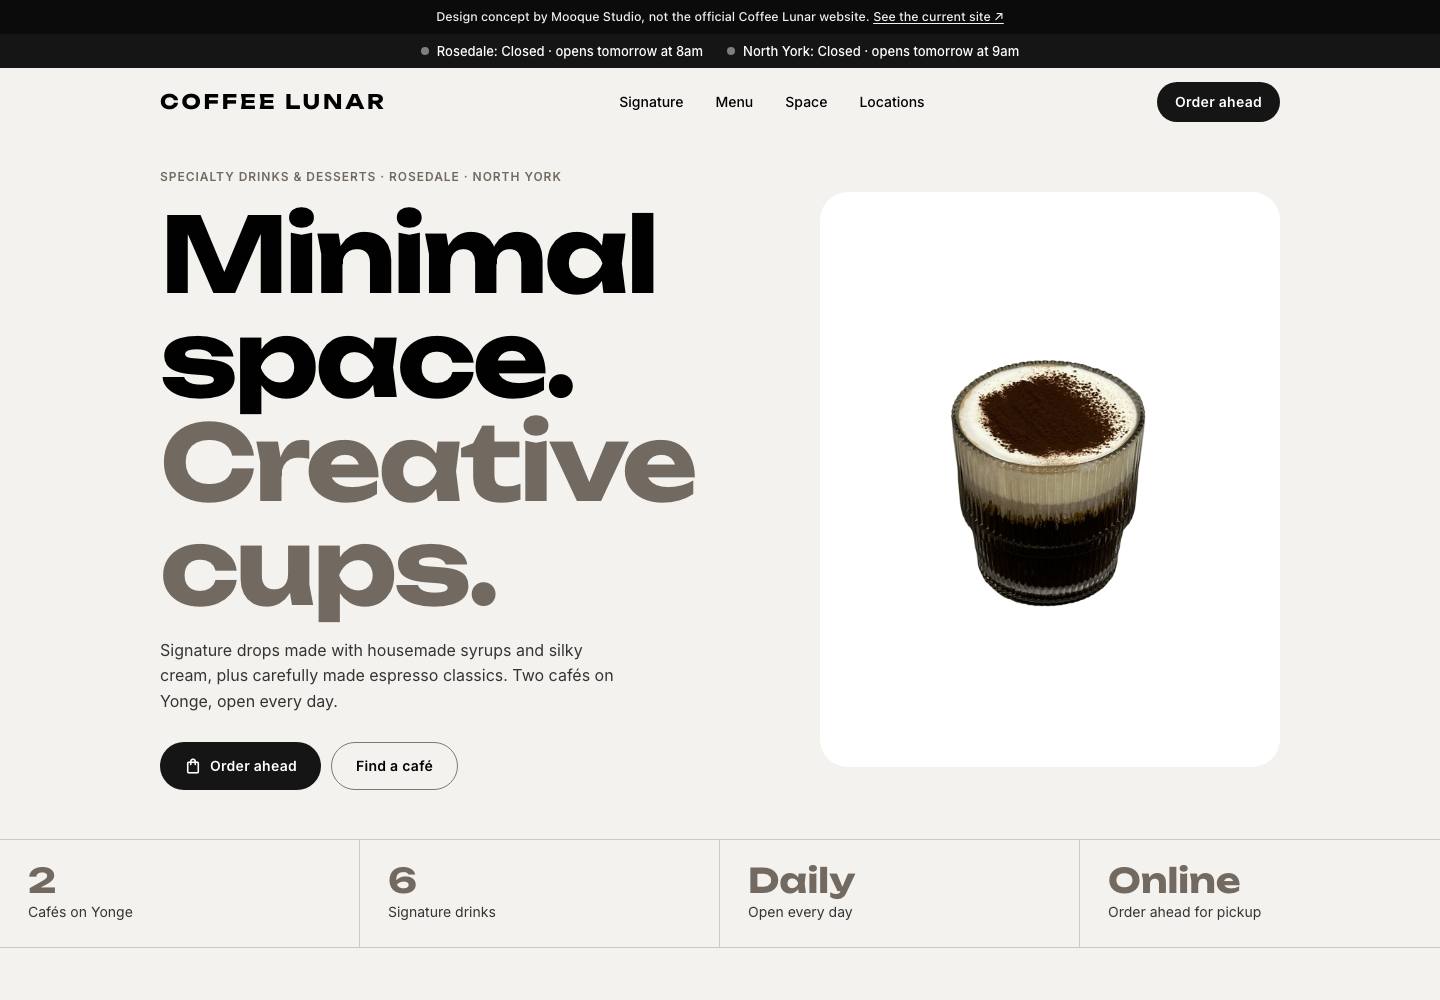 Design concept by Mooque Studio, not the official Coffee Lunar website. See the current site ↗
Rosedale: Closed · opens tomorrow at 8am
North York: Closed · opens tomorrow at 9am
COFFEE LUNAR
Signature
Menu
Space
Locations
Order ahead
SPECIALTY DRINKS & DESSERTS · ROSEDALE · NORTH YORK
Minimal
space.
Creative
cups.
Signature drops made with housemade syrups and silky
cream, plus carefully made espresso classics. Two cafés on
Yonge, open every day.
Order ahead
Find a café
2
Cafés on Yonge
6
Signature drinks
Daily
Open every day
Online
Order ahead for pickup